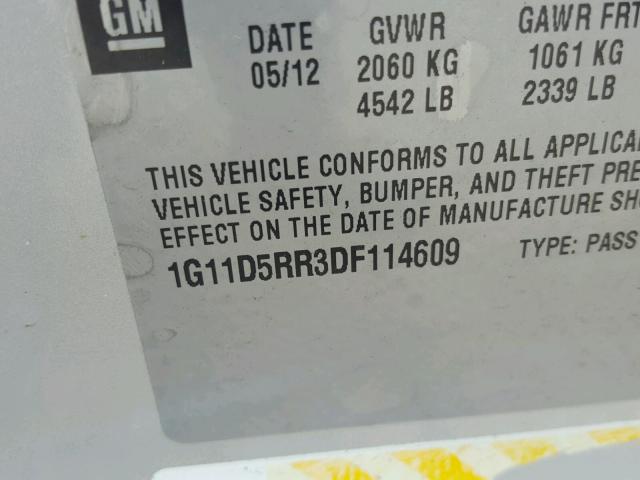 GM
DATE GVWR GAWR FRT
05/12 2060 KG 1061 KG
4542 LB 2339 LB
THIS VEHICLE CONFORMS TO ALL APPLICA
VEHICLE SAFETY, BUMPER, AND THEFT PRE
EFFECT ON THE DATE OF MANUFACTURE SH
1G11D5RR3DF114609 TYPE: PASS